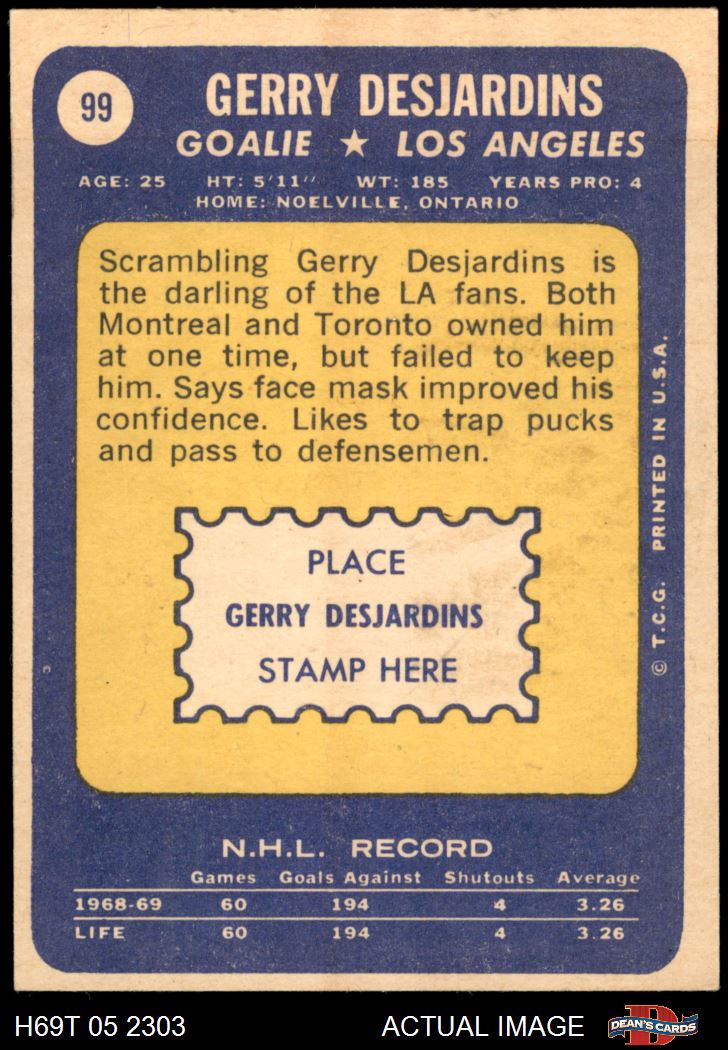 99
GERRY DESJARDINS
GOALIE ★ LOS ANGELES
AGE: 25 HT: 5'11" WT: 185 YEARS PRO: 4
HOME: NOELVILLE, ONTARIO
Scrambling Gerry Desjardins is
the darling of the LA fans. Both
Montreal and Toronto owned him
at one time, but failed to keep
him. Says face mask improved his
confidence. Likes to trap pucks
and pass to defensemen.
PLACE
GERRY DESJARDINS
STAMP HERE
© T.C.G. PRINTED IN U.S.A.
N.H.L. RECORD
Games Goals Against Shutouts Average
1968-69 60 194 4 3.26
LIFE 60 194 4 3.26
H69T 05 2303 ACTUAL IMAGE DEAN'S CARDS